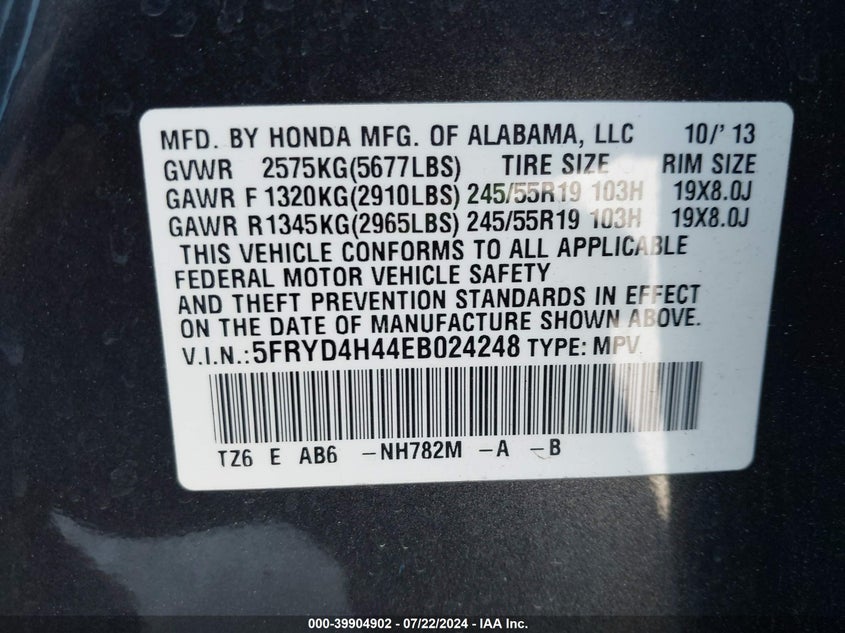 MFD. BY HONDA MFG. OF ALABAMA, LLC 10/'13
GVWR 2575KG(5677LBS) TIRE SIZE RIM SIZE
GAWR F 1320KG(2910LBS) 245/55R19 103H 19X8.0J
GAWR R 1345KG(2965LBS) 245/55R19 103H 19X8.0J
THIS VEHICLE CONFORMS TO ALL APPLICABLE
FEDERAL MOTOR VEHICLE SAFETY
AND THEFT PREVENTION STANDARDS IN EFFECT
ON THE DATE OF MANUFACTURE SHOWN ABOVE.
V.I.N.: 5FRYD4H44EB024248 TYPE: MPV
TZ6 E AB6 -NH782M -A -B
000-39904902 - 07/22/2024 - IAA Inc.